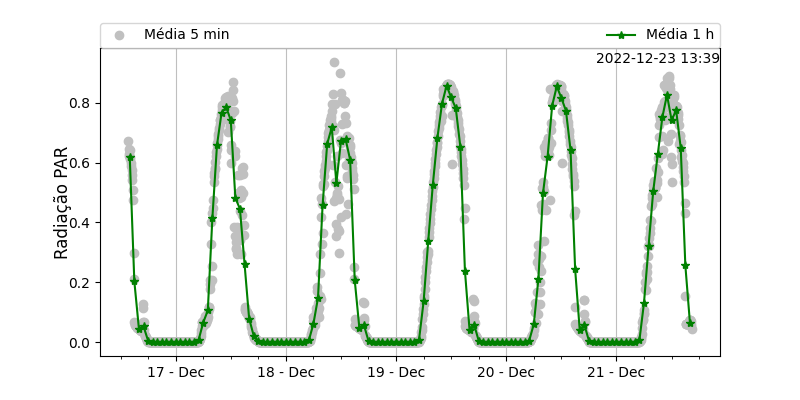 Média 5 min
Média 1 h
2022-12-23 13:39
Radiação PAR
0.8
0.6
0.4
0.2
0.0
17 - Dec
18 - Dec
19 - Dec
20 - Dec
21 - Dec